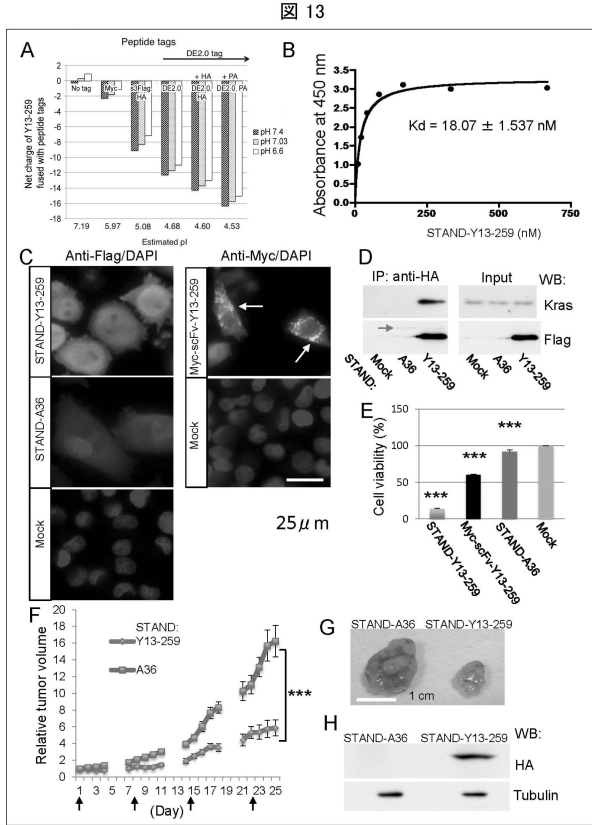 図 13
A
Peptide tags
DE2.0 tag
+ HA
+ PA
No tag
Myc
s3Flag, HA
DE2.0,
DE2.0, HA
DE2.0, PA
2
0
-2
-4
-6
-8
-10
-12
-14
-16
-18
Net charge of Y13-259
fused with peptide tags
pH 7.4
pH 7.03
pH 6.6
7.19
5.97
5.08
4.68
4.60
4.53
Estimated pI
B
Absorbance at 450 nm
4.0
3.0
2.0
1.0
0.0
Kd = 18.07 ± 1.537 nM
0
250
500
750
STAND-Y13-259 (nM)
C
Anti-Flag/DAPI
Anti-Myc/DAPI
STAND-Y13-259
Myc-scFv-Y13-259
STAND-A36
Mock
Mock
25μm
D
IP: anti-HA
Input
WB:
Kras
Flag
STAND:
Mock
A36
Y13-259
Mock
A36
Y13-259
E
Cell viability (%)
150
100
50
0
***
***
***
STAND-Y13-259
Myc-scFv-Y13-259
STAND-A36
Mock
F
Relative tumor volume
20
18
16
14
12
10
8
6
4
2
0
STAND:
Y13-259
A36
***
1 3 5 7 9 11 13 15 17 19 21 23 25
(Day)
G
STAND-A36
STAND-Y13-259
1 cm
H
STAND-A36
STAND-Y13-259
WB:
HA
Tubulin